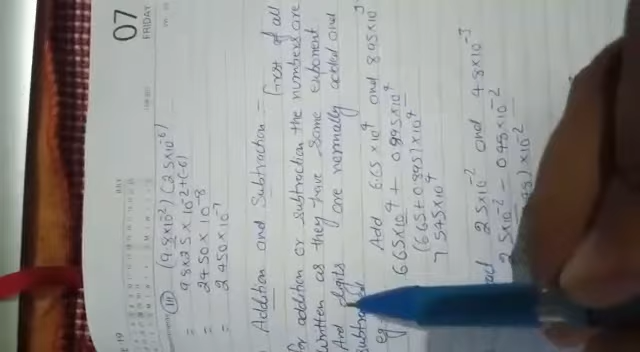 07
FRIDAY
(iii) (9.8×10²) (2.5×10⁻⁶)
= 9.8×2.5×10⁻²⁺⁽⁻⁶⁾
= 24.50×10⁻⁸
= 2.450×10⁻⁷
Addition and Subtraction - First of all
for addition or subtraction the numbers are
written as they have same exponent
And digits are normally added and
subtracted
eg Add 6.65×10⁴ and 8.95×10³
6.65×10⁴ + 0.895×10⁴
(6.65+0.895)×10⁴
7.545×10⁴
2.5×10⁻² and 4.8×10⁻³
2.5×10⁻² - 0.48×10⁻²
)×10⁻²